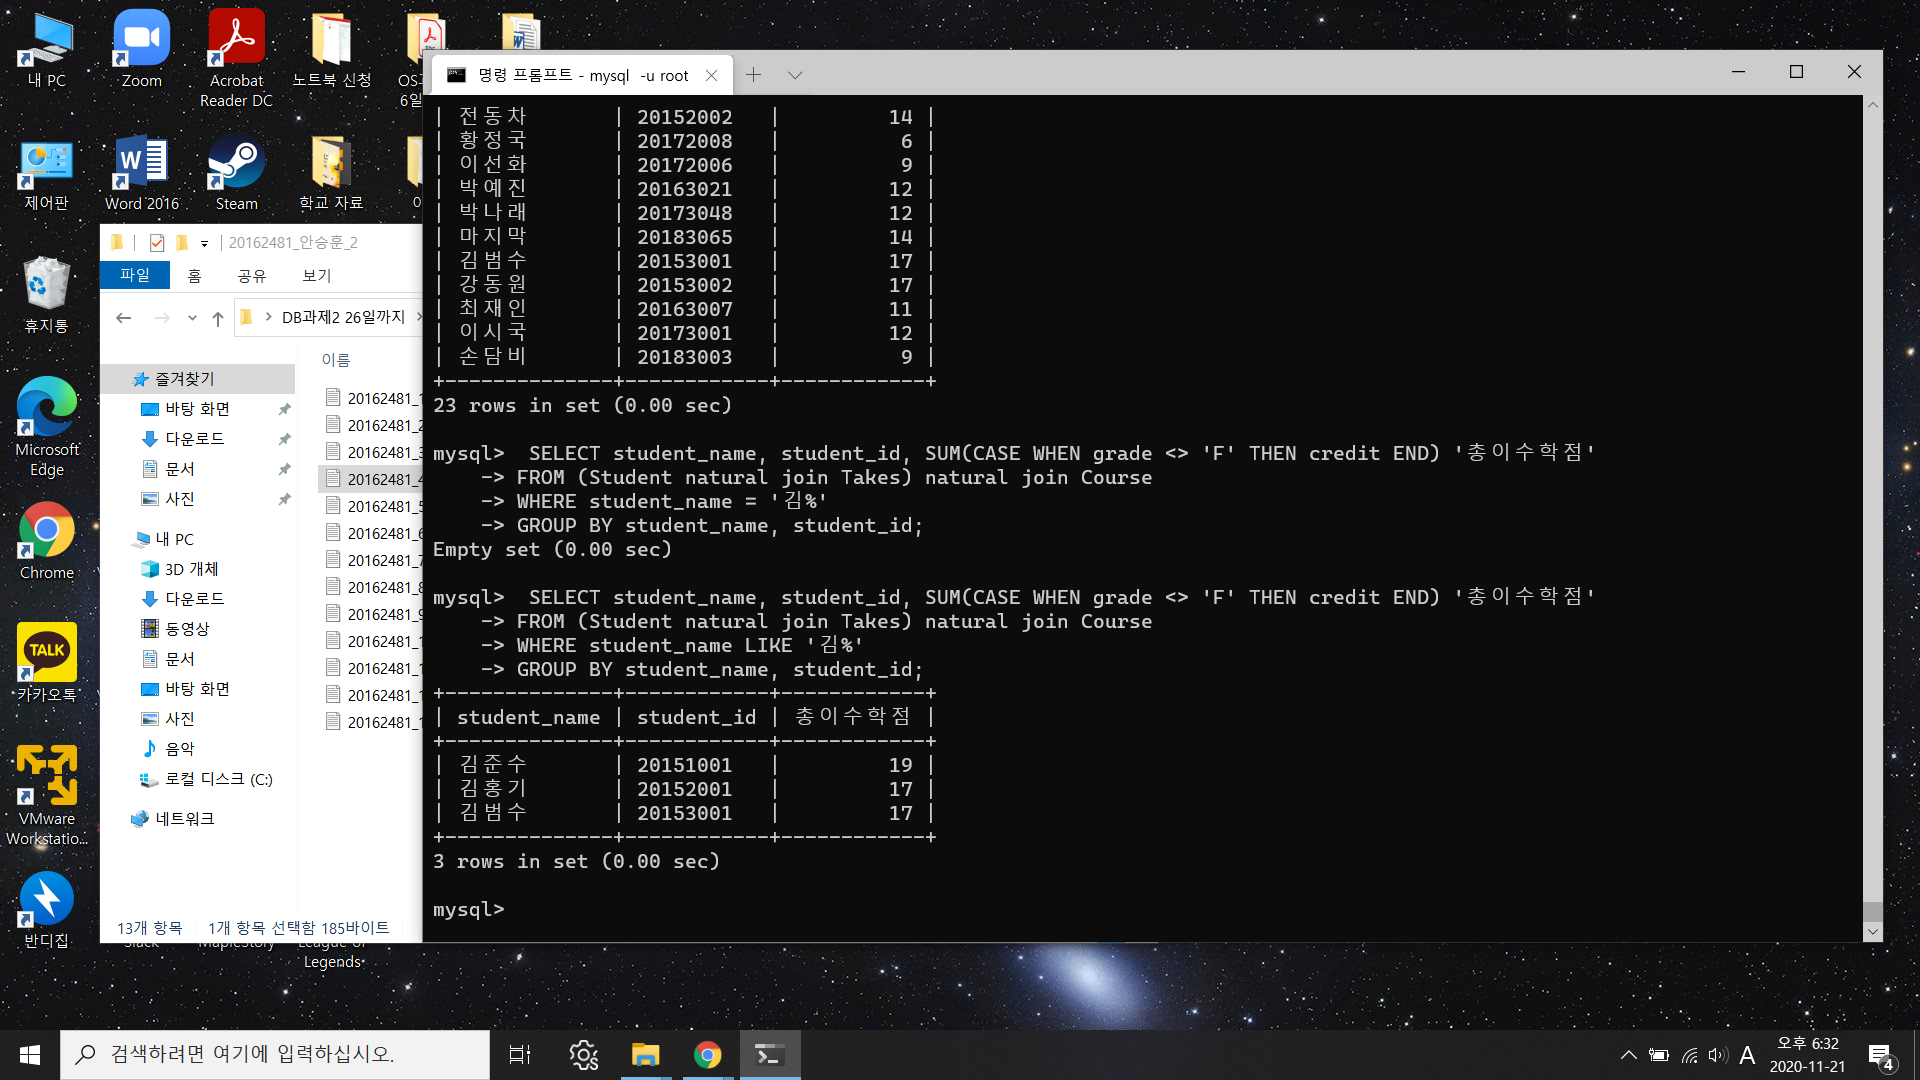 내 PC
Zoom
Acrobat
Reader DC
노트북 신청
제어판
Word 2016
Steam
학교 자료
휴지통
Microsoft
Edge
Chrome
TALK
카카오톡
VMware
Workstatio...
반디집
Legends
20162481_안승훈_2
파일 홈 공유 보기
DB과제2 26일까지
이름
즐겨찾기
바탕 화면
다운로드
문서
사진
내 PC
3D 개체
다운로드
동영상
문서
바탕 화면
사진
음악
로컬 디스크 (C:)
네트워크
20162481_1
20162481_2
20162481_3
20162481_4
20162481_5
20162481_6
20162481_7
20162481_8
20162481_9
20162481_1
20162481_1
20162481_1
20162481_1
13개 항목 1개 항목 선택함 185바이트
명령 프롬프트 - mysql -u root
| 전동차 | 20152002 | 14 |
| 황정국 | 20172008 | 6 |
| 이선화 | 20172006 | 9 |
| 박예진 | 20163021 | 12 |
| 박나래 | 20173048 | 12 |
| 마지막 | 20183065 | 14 |
| 김범수 | 20153001 | 17 |
| 강동원 | 20153002 | 17 |
| 최재인 | 20163007 | 11 |
| 이시국 | 20173001 | 12 |
| 손담비 | 20183003 | 9 |
+--------------+------------+------------+
23 rows in set (0.00 sec)
mysql>  SELECT student_name, student_id, SUM(CASE WHEN grade <> 'F' THEN credit END) '총이수학점'
    -> FROM (Student natural join Takes) natural join Course
    -> WHERE student_name = '김%'
    -> GROUP BY student_name, student_id;
Empty set (0.00 sec)
mysql>  SELECT student_name, student_id, SUM(CASE WHEN grade <> 'F' THEN credit END) '총이수학점'
    -> FROM (Student natural join Takes) natural join Course
    -> WHERE student_name LIKE '김%'
    -> GROUP BY student_name, student_id;
+--------------+------------+------------+
| student_name | student_id | 총이수학점 |
+--------------+------------+------------+
| 김준수 | 20151001 | 19 |
| 김홍기 | 20152001 | 17 |
| 김범수 | 20153001 | 17 |
+--------------+------------+------------+
3 rows in set (0.00 sec)
mysql>
검색하려면 여기에 입력하십시오.
A
오후 6:32
2020-11-21
4